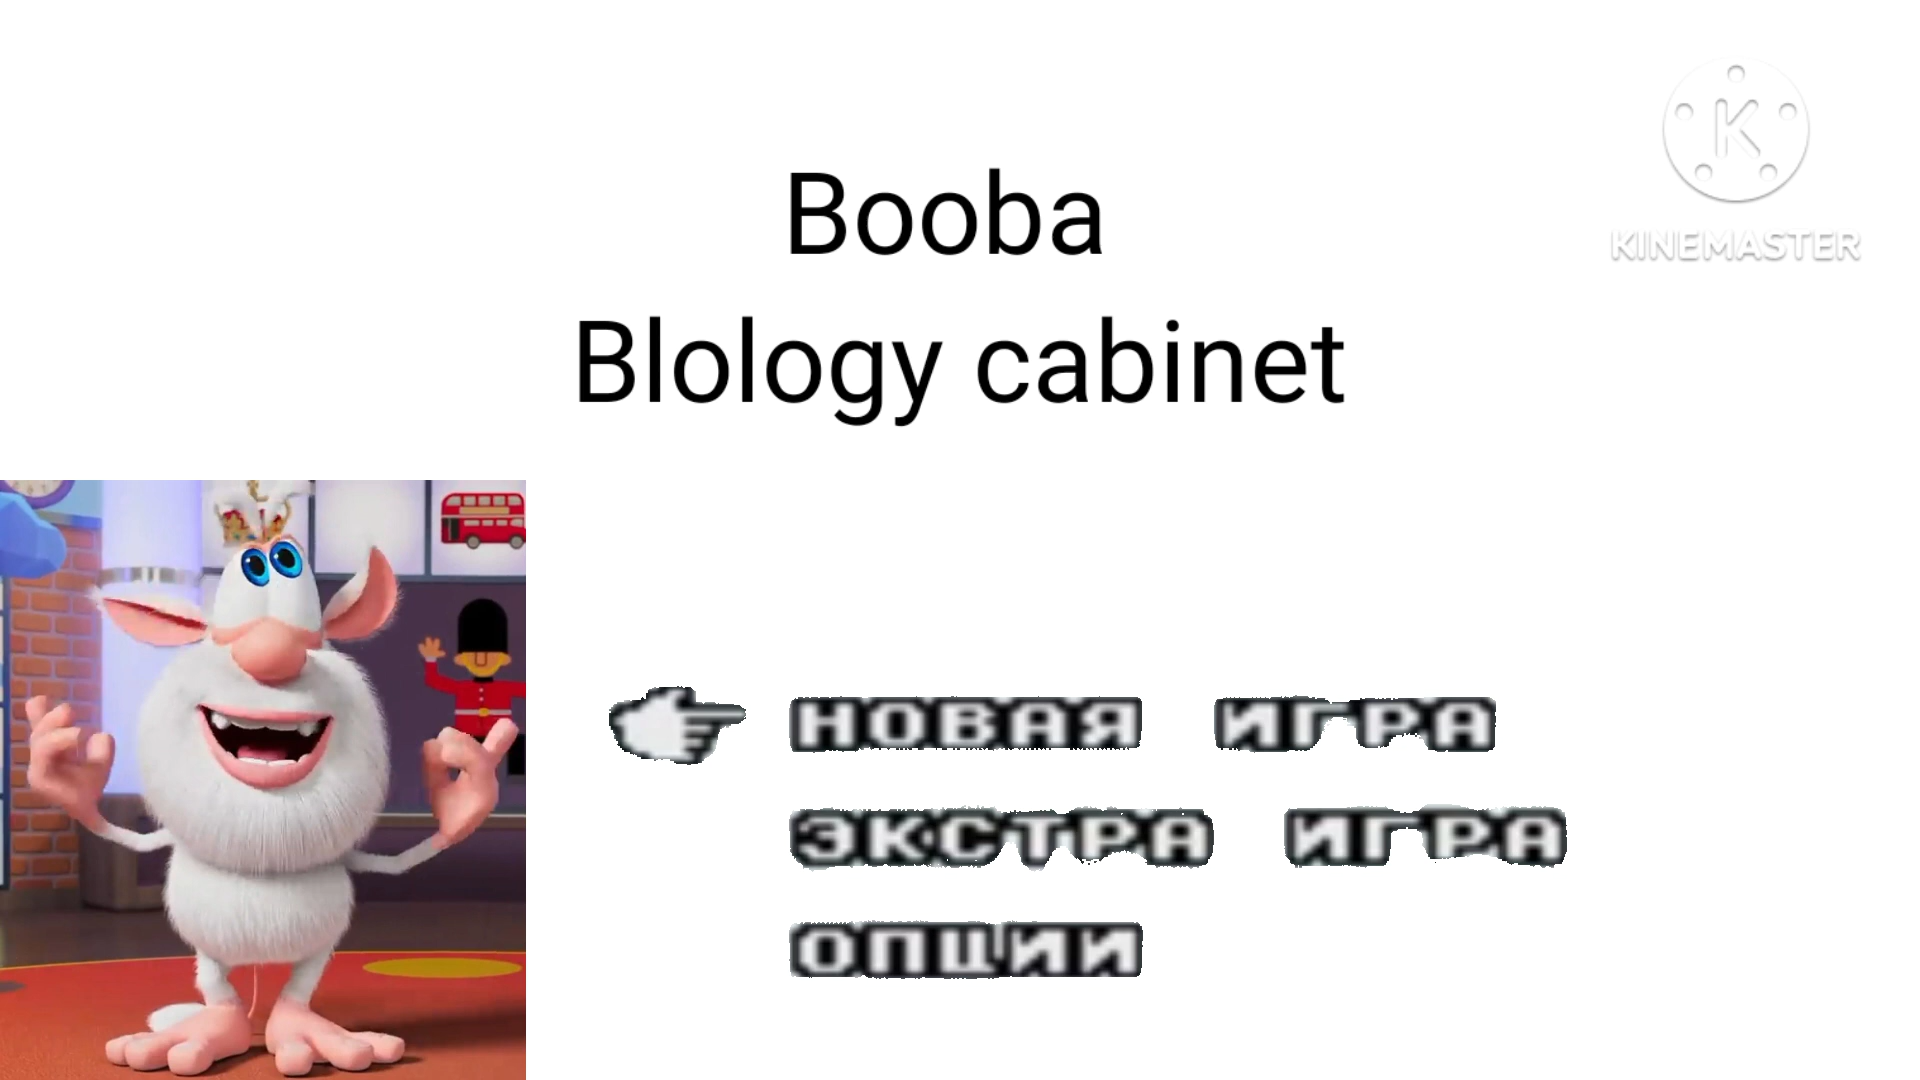 Booba
Blology cabinet
K
KINEMASTER
НОВАЯ ИГРА
ЭКСТРА ИГРА
ОПЦИИ